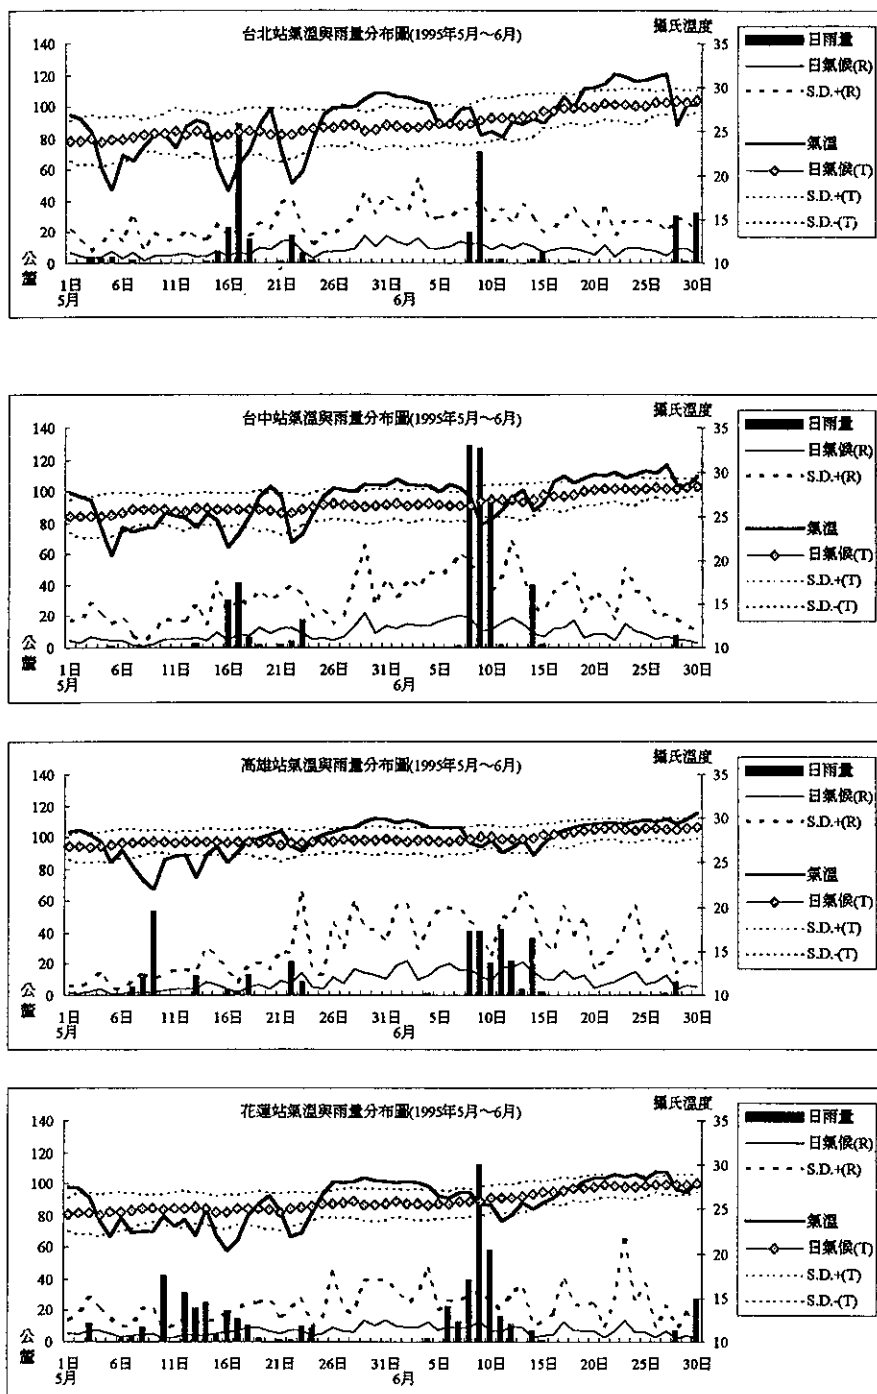 台北站氣溫與雨量分布圖(1995年5月～6月)
攝氏溫度
140
120
100
80
60
40
20
0
公釐
35
30
25
20
15
10
1日 6日 11日 16日 21日 26日 31日 5日 10日 15日 20日 25日 30日
5月 6月
日雨量
日氣候(R)
S.D.+(R)
氣溫
日氣候(T)
S.D.+(T)
S.D.-(T)
台中站氣溫與雨量分布圖(1995年5月～6月)
攝氏溫度
140
120
100
80
60
40
20
0
公釐
35
30
25
20
15
10
1日 6日 11日 16日 21日 26日 31日 5日 10日 15日 20日 25日 30日
5月 6月
日雨量
日氣候(R)
S.D.+(R)
氣溫
日氣候(T)
S.D.+(T)
S.D.-(T)
高雄站氣溫與雨量分布圖(1995年5月～6月)
攝氏溫度
140
120
100
80
60
40
20
0
公釐
35
30
25
20
15
10
1日 6日 11日 16日 21日 26日 31日 5日 10日 15日 20日 25日 30日
5月 6月
日雨量
日氣候(R)
S.D.+(R)
氣溫
日氣候(T)
S.D.+(T)
S.D.-(T)
花蓮站氣溫與雨量分布圖(1995年5月～6月)
攝氏溫度
140
120
100
80
60
40
20
0
公釐
35
30
25
20
15
10
1日 6日 11日 16日 21日 26日 31日 5日 10日 15日 20日 25日 30日
5月 6月
日雨量
日氣候(R)
S.D.+(R)
氣溫
日氣候(T)
S.D.+(T)
S.D.-(T)